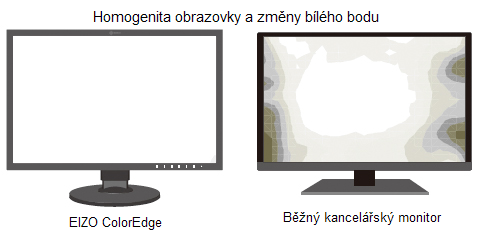 Homogenita obrazovky a změny bílého bodu
EIZO ColorEdge
Běžný kancelářský monitor